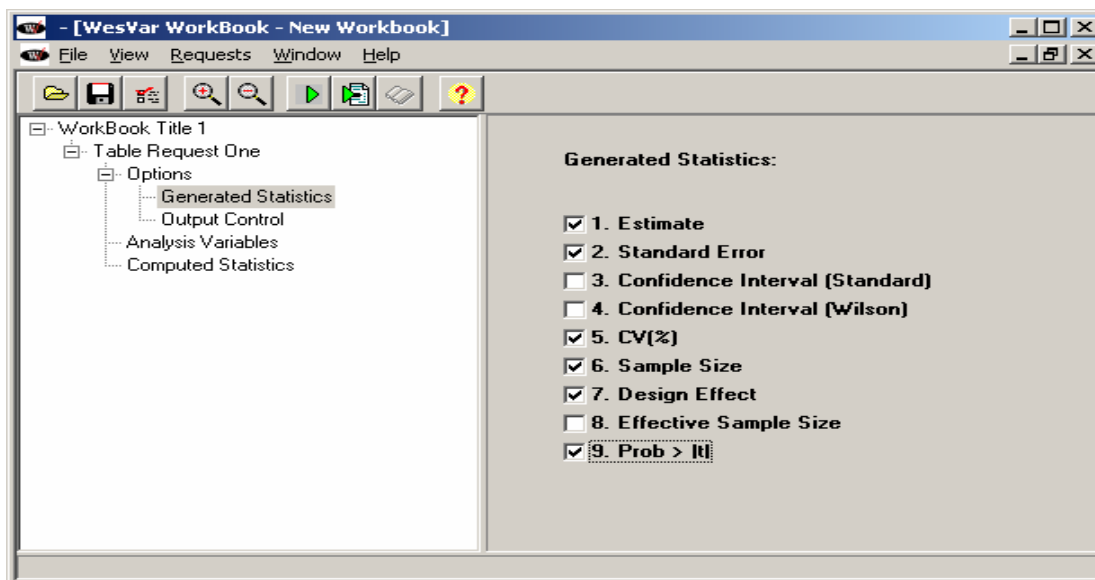 - [WesVar WorkBook - New Workbook]
File View Requests Window Help
WorkBook Title 1
Table Request One
Options
Generated Statistics
Output Control
Analysis Variables
Computed Statistics
Generated Statistics:
1. Estimate
2. Standard Error
3. Confidence Interval (Standard)
4. Confidence Interval (Wilson)
5. CV(%)
6. Sample Size
7. Design Effect
8. Effective Sample Size
9. Prob > |t|